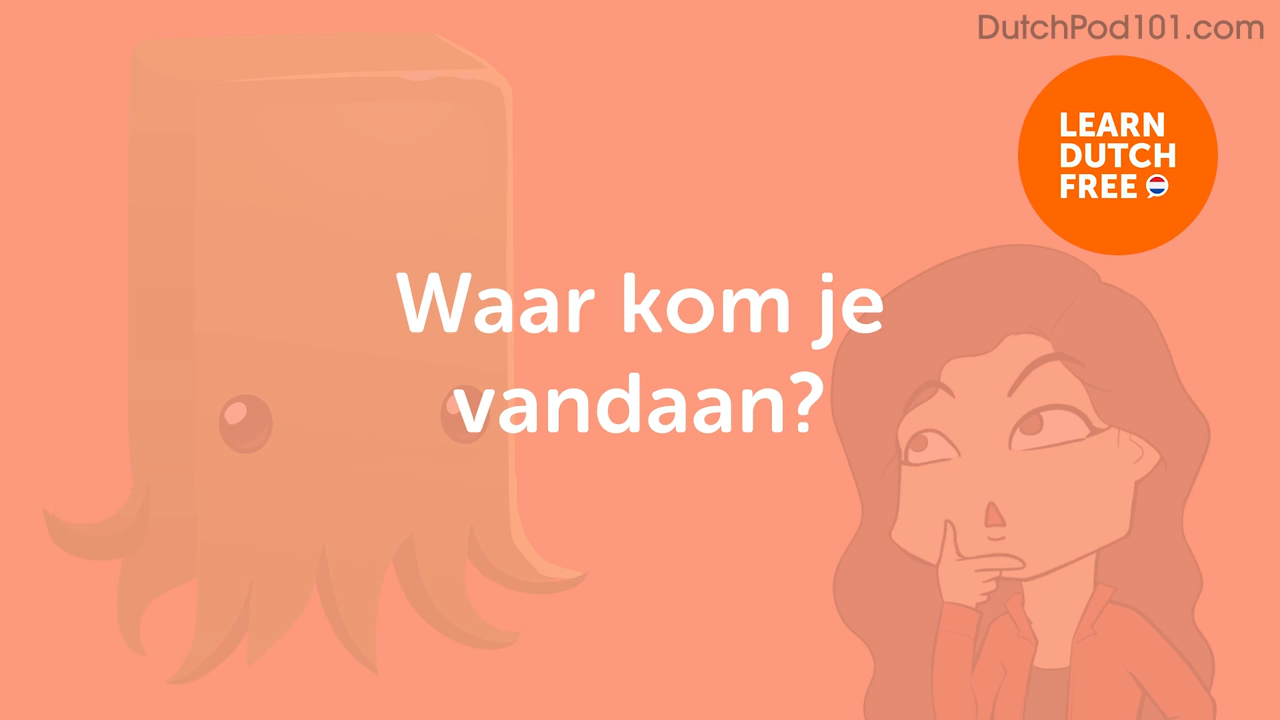 DutchPod101.com
LEARN
DUTCH
FREE
Waar kom je
vandaan?